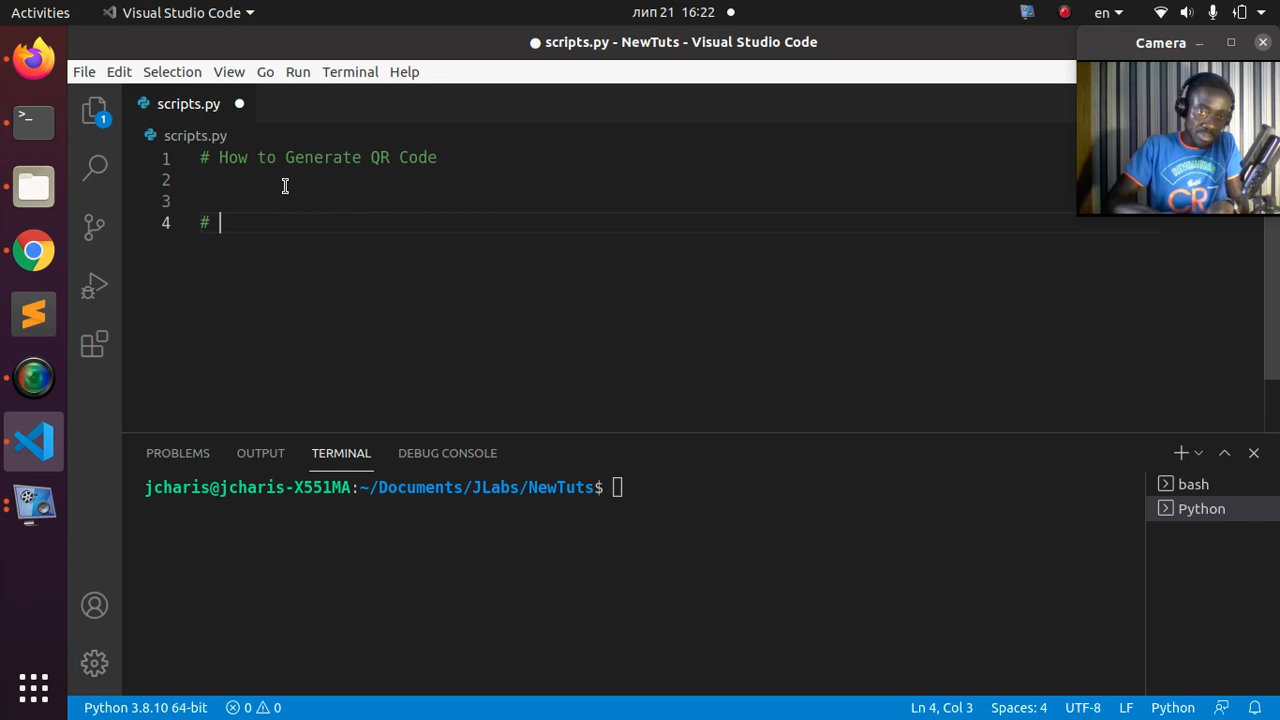 Activities
Visual Studio Code
лип 21 16:22
en
scripts.py - NewTuts - Visual Studio Code
Camera
File Edit Selection View Go Run Terminal Help
1
scripts.py
scripts.py
1 # How to Generate QR Code
2
3
4 #
CR
PROBLEMS OUTPUT TERMINAL DEBUG CONSOLE
jcharis@jcharis-X551MA:~/Documents/JLabs/NewTuts$
bash
Python
Python 3.8.10 64-bit
0 0
Ln 4, Col 3
Spaces: 4
UTF-8
LF
Python